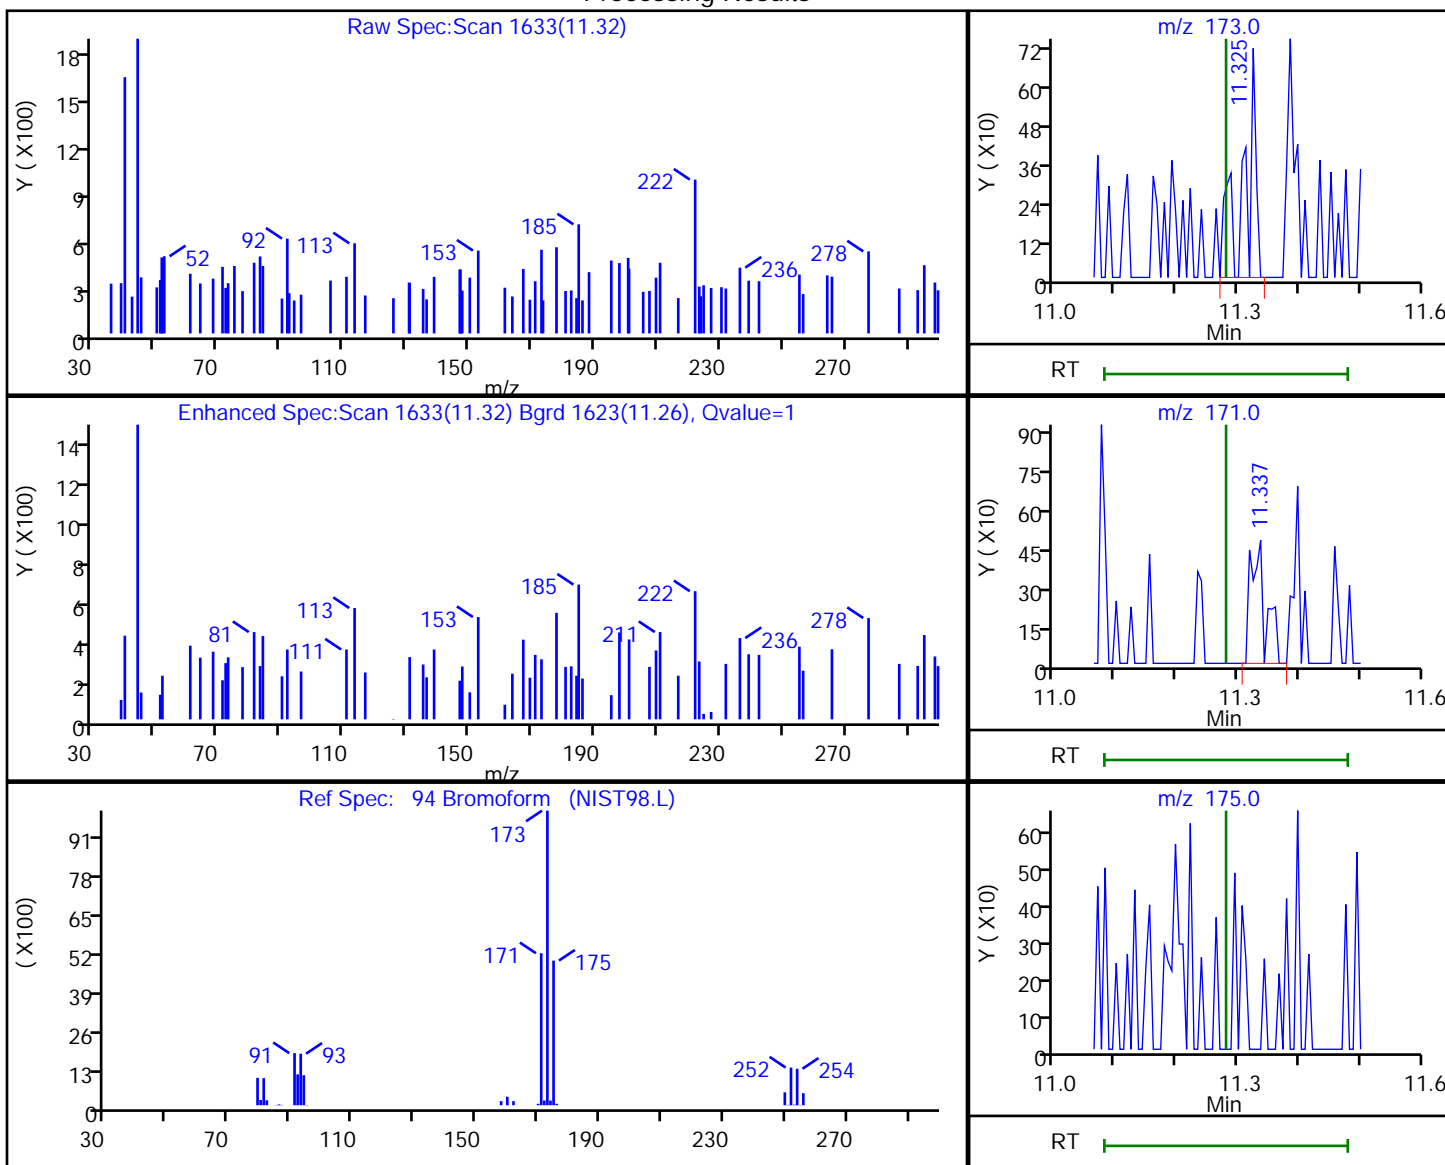 Processing Results
Raw Spec:Scan 1633(11.32)
Y ( X100)
18
15
12
9
6
3
0
52
92
113
153
185
222
236
278
30 70 110 150 190 230 270
m/z
m/z 173.0
Y ( X10)
72
60
48
36
24
12
0
11.325
11.0 11.3 11.6
Min
RT
Enhanced Spec:Scan 1633(11.32) Bgrd 1623(11.26), Qvalue=1
Y ( X100)
14
12
10
8
6
4
2
0
81
111
113
153
185
211
222
236
278
30 70 110 150 190 230 270
m/z
m/z 171.0
Y ( X10)
90
75
60
45
30
15
0
11.337
11.0 11.3 11.6
Min
RT
Ref Spec: 94 Bromoform (NIST98.L)
( X100)
91
78
65
52
39
26
13
0
91 93
171
173
175
252 254
30 70 110 150 190 230 270
m/z 175.0
Y ( X10)
60
50
40
30
20
10
0
11.0 11.3 11.6
Min
RT